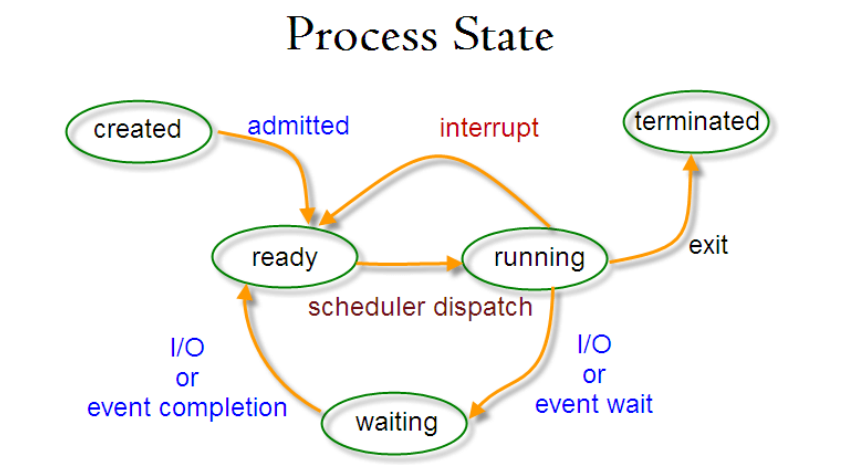 Process State
created
admitted
interrupt
terminated
ready
running
exit
scheduler dispatch
I/O
or
event completion
I/O
or
event wait
waiting